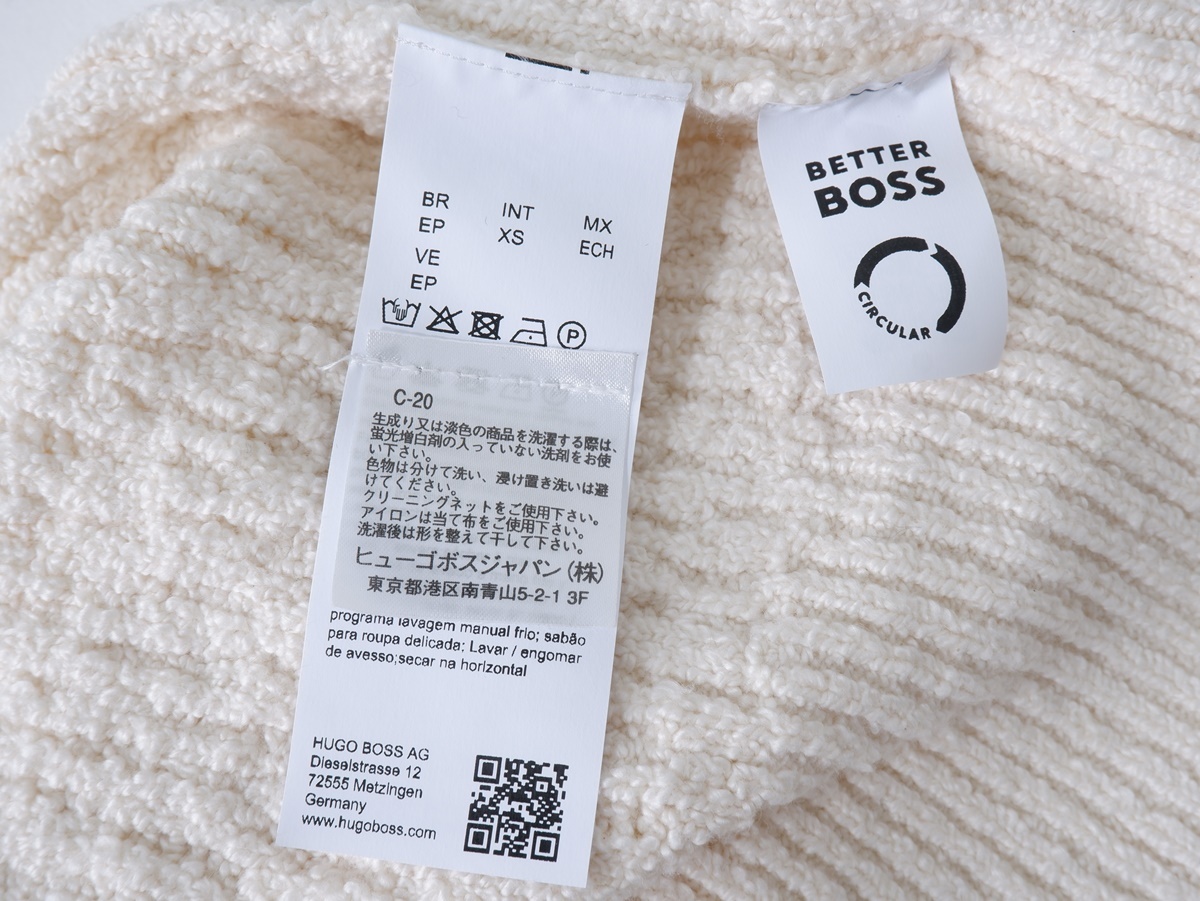 BR INT MX
EP XS ECH
VE
EP
P
C-20
生成り又は淡色の商品を洗濯する際は、
蛍光増白剤の入っていない洗剤をお使
い下さい。
色物は分けて洗い、浸け置き洗いは避
けてください。
クリーニングネットをご使用下さい。
アイロンは当て布をご使用下さい。
洗濯後は形を整えて干して下さい。
ヒューゴボスジャパン(株)
東京都港区南青山5-2-1 3F
programa lavagem manual frio; sabão
para roupa delicada; Lavar / engomar
de avesso;secar na horizontal
HUGO BOSS AG
Dieselstrasse 12
72555 Metzingen
Germany
www.hugoboss.com
BETTER
BOSS
CIRCULAR